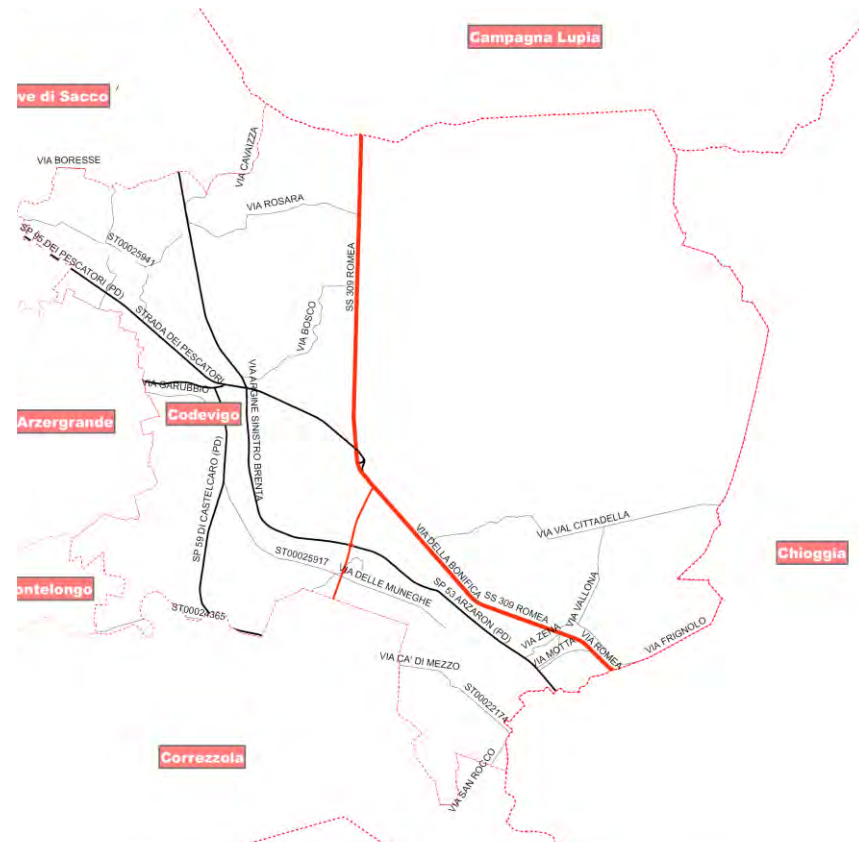 Campagna Lupia
ve di Sacco
VIA BORESSE
VIA CAVAIZZA
VIA ROSARA
ST00025941
SP 95 DEI PESCATORI (PD)
SS 309 ROMEA
STRADA DEI PESCATORI
VIA BOSCO
VIA GARUBBIO
VIA ARGINE SINISTRO BRENTA
Arzergrande
Codevigo
SP 59 DI CASTELCARO (PD)
VIA VAL CITTADELLA
VIA DELLA BONIFICA
Chioggia
ST00025917
VIA DELLE MUNEGHE
ontelongo
SP 53 ARZARON (PD)
SS 309 ROMEA
VIA VALLONA
ST00024365
VIA ZENA
VIA MOTTA
VIA ROMEA
VIA FRIGNOLO
VIA CA' DI MEZZO
ST00022174
Correzzola
VIA SAN ROCCO